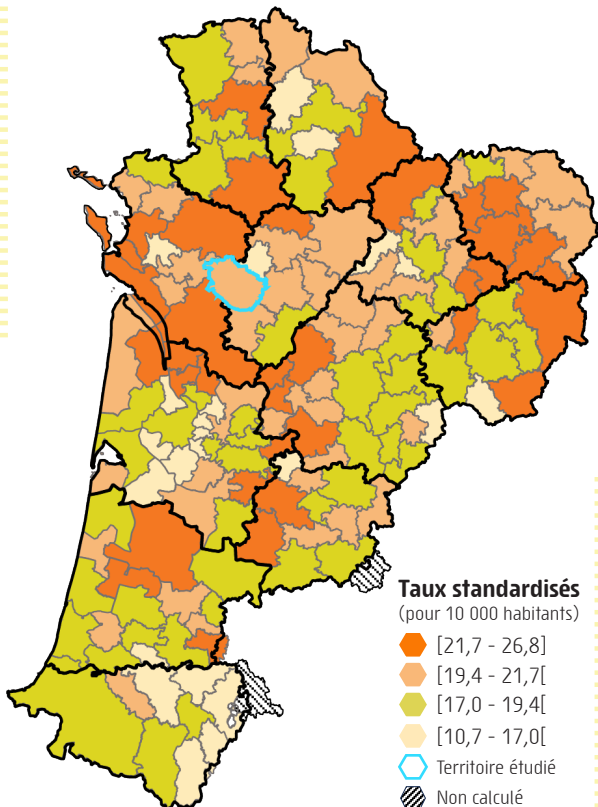 Taux standardisés
(pour 10 000 habitants)
[21,7 - 26,8]
[19,4 - 21,7[
[17,0 - 19,4[
[10,7 - 17,0[
Territoire étudié
Non calculé